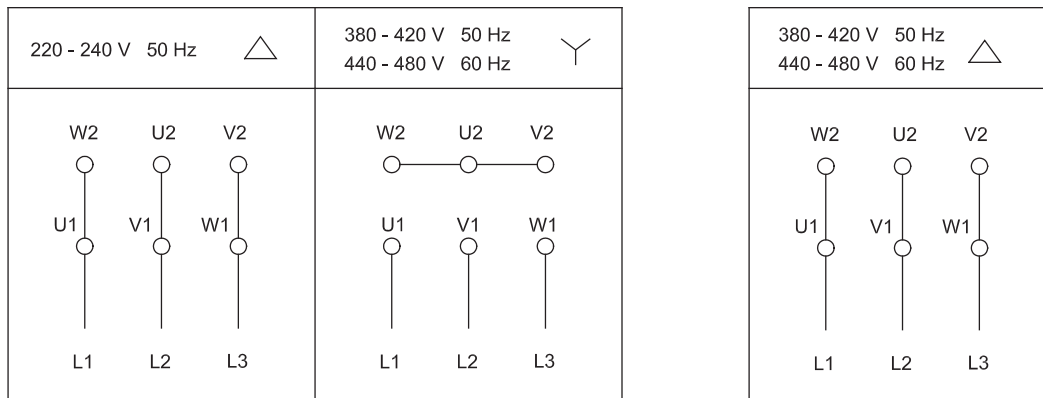 220 - 240 V 50 Hz
W2 U2 V2
U1 V1 W1
L1 L2 L3
380 - 420 V 50 Hz
440 - 480 V 60 Hz
W2 U2 V2
U1 V1 W1
L1 L2 L3
380 - 420 V 50 Hz
440 - 480 V 60 Hz
W2 U2 V2
U1 V1 W1
L1 L2 L3